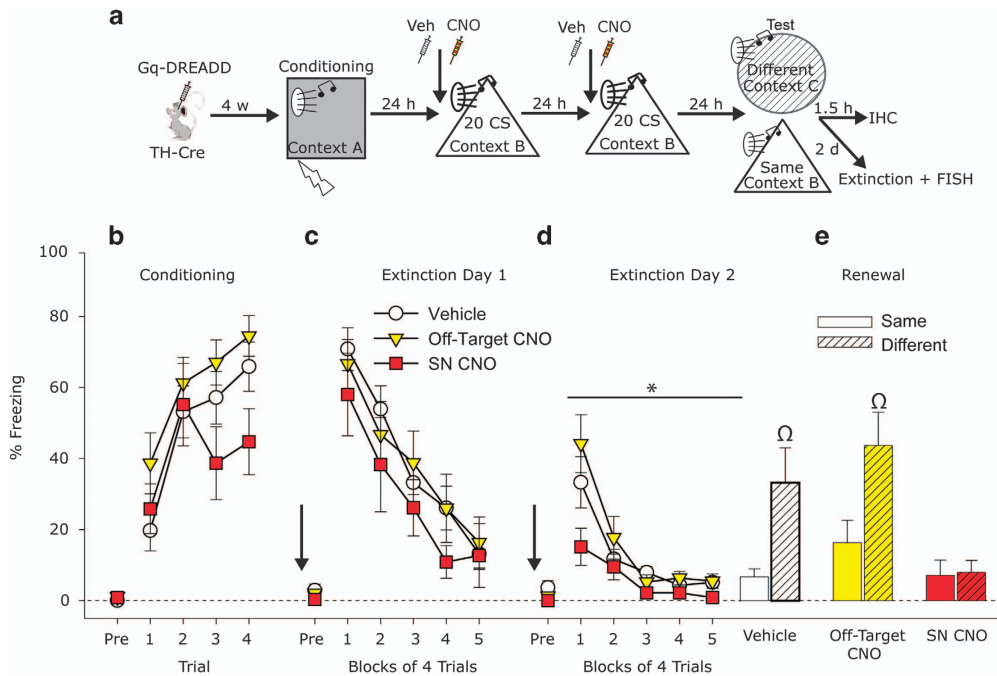 a
Gq-DREADD
TH-Cre
4 w
Conditioning
Context A
24 h
Veh CNO
20 CS
Context B
24 h
Veh CNO
20 CS
Context B
24 h
Test
Different
Context C
Same
Context B
1.5 h
IHC
2 d
Extinction + FISH
b
Conditioning
c
Extinction Day 1
d
Extinction Day 2
e
Renewal
Vehicle
Off-Target CNO
SN CNO
Same
Different
% Freezing
100
80
60
40
20
0
*
Ω
Ω
Pre 1 2 3 4
Trial
Pre 1 2 3 4 5
Blocks of 4 Trials
Pre 1 2 3 4 5
Blocks of 4 Trials
Vehicle
Off-Target
CNO
SN CNO